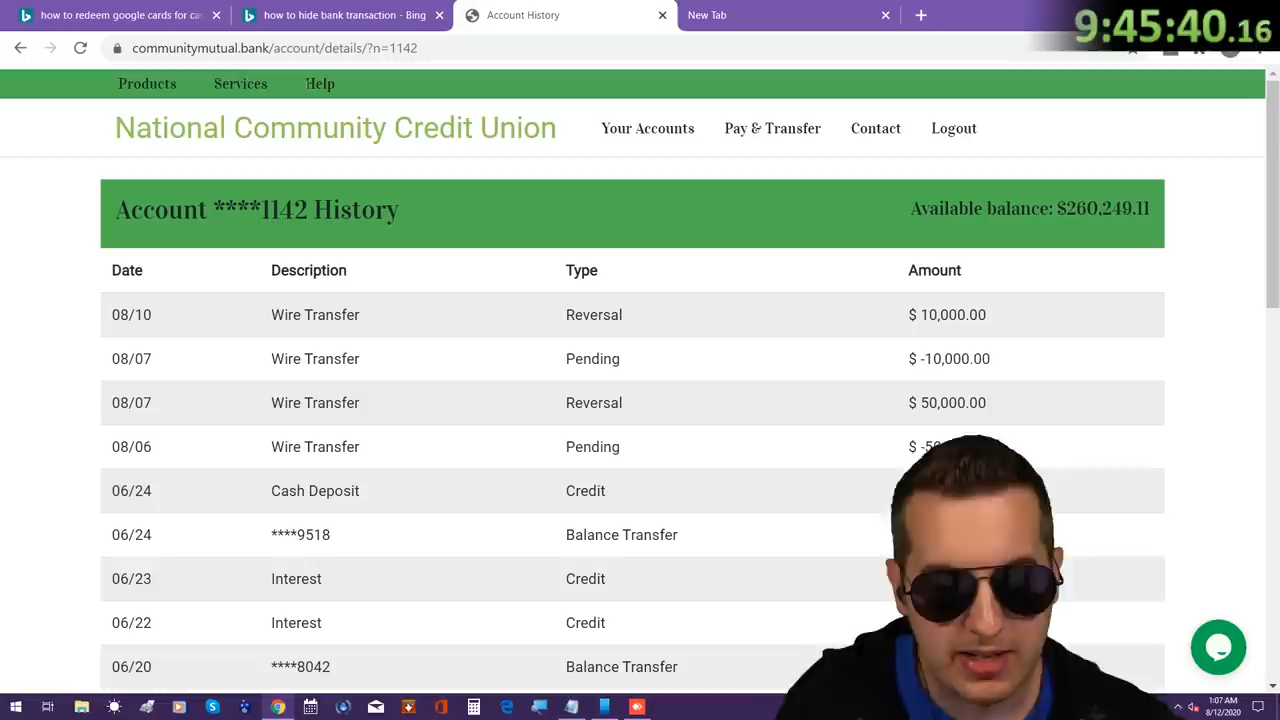 how to redeem google cards for ca
how to hide bank transaction - Bing
Account History
New Tab
9:45:40.16
communitymutual.bank/account/details/?n=1142
Products Services Help
National Community Credit Union
Your Accounts Pay & Transfer Contact Logout
Account ****1142 History
Available balance: $260,249.11
Date Description Type Amount
08/10 Wire Transfer Reversal $ 10,000.00
08/07 Wire Transfer Pending $ -10,000.00
08/07 Wire Transfer Reversal $ 50,000.00
08/06 Wire Transfer Pending $ -50
06/24 Cash Deposit Credit
06/24 ****9518 Balance Transfer
06/23 Interest Credit
06/22 Interest Credit
06/20 ****8042 Balance Transfer
1:07 AM
8/12/2020